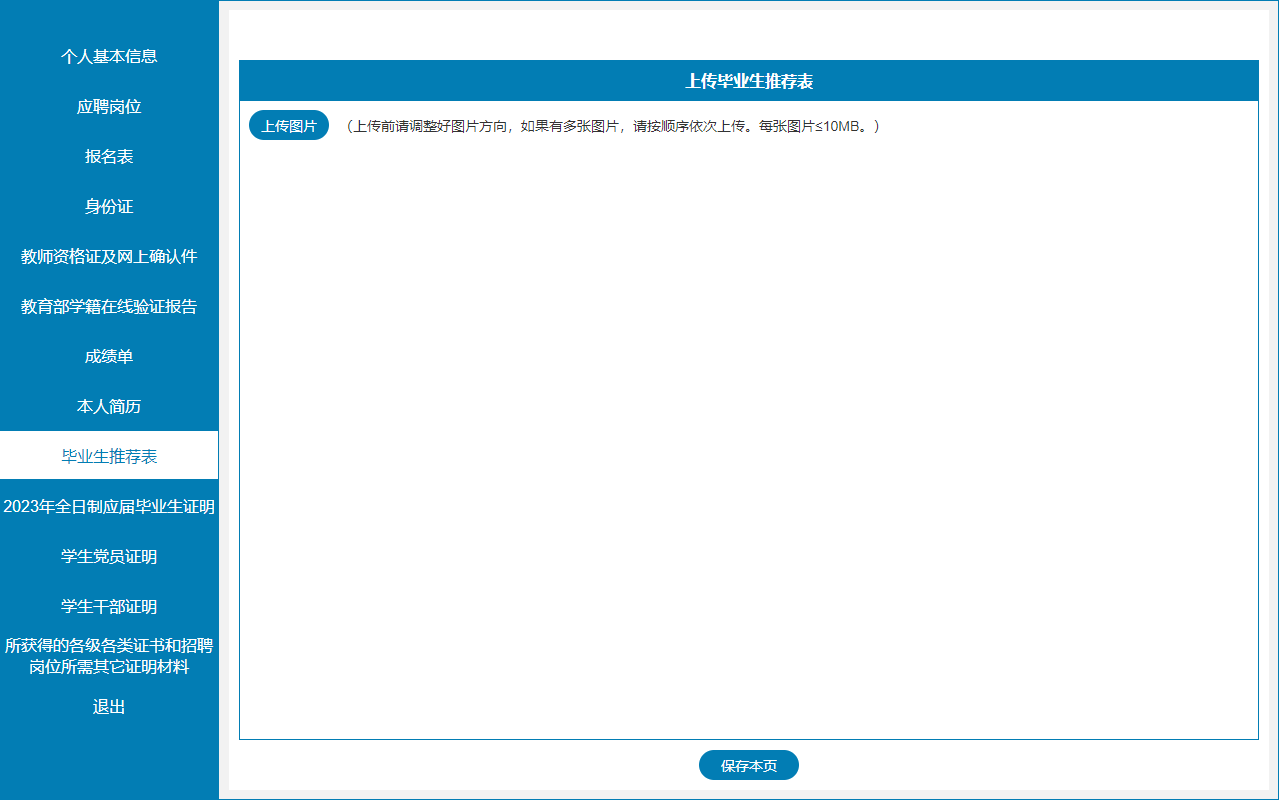 个人基本信息
应聘岗位
报名表
身份证
教师资格证及网上确认件
教育部学籍在线验证报告
成绩单
本人简历
毕业生推荐表
2023年全日制应届毕业生证明
学生党员证明
学生干部证明
所获得的各级各类证书和招聘
岗位所需其它证明材料
退出
上传毕业生推荐表
上传图片
（上传前请调整好图片方向，如果有多张图片，请按顺序依次上传。每张图片≤10MB。）
保存本页